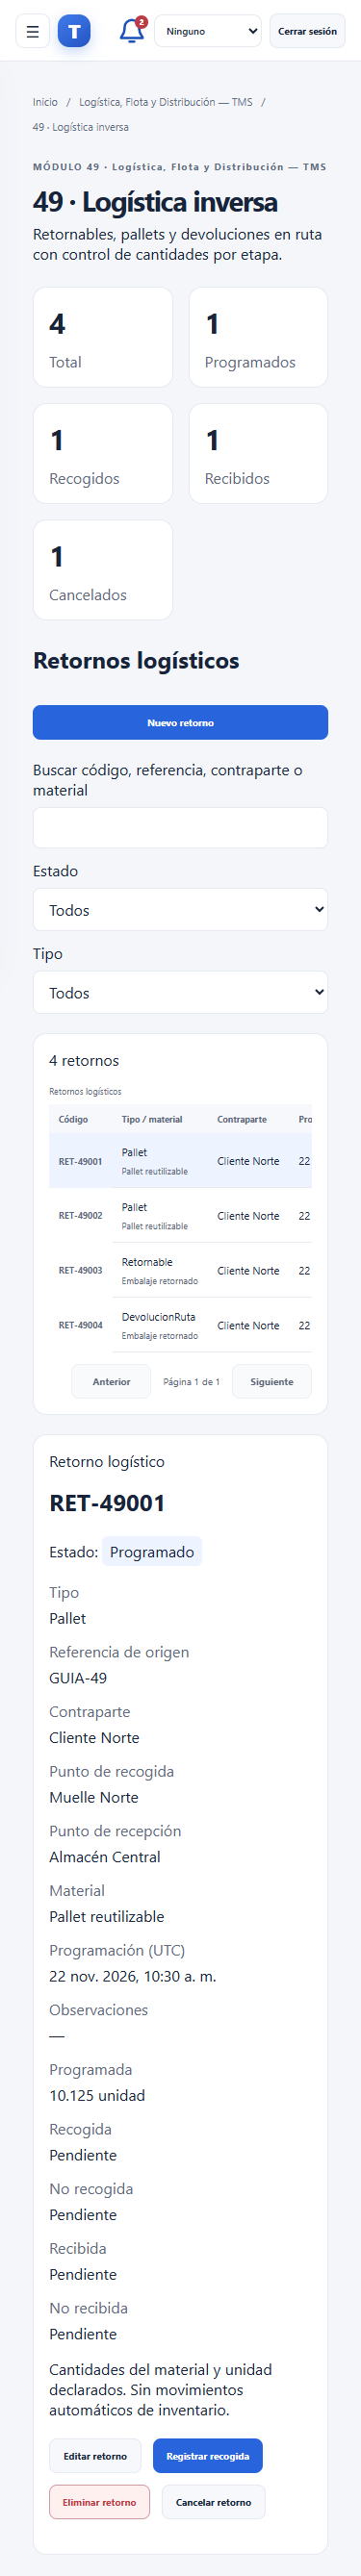 ☰ T 2 Ninguno Cerrar sesión
Inicio / Logística, Flota y Distribución — TMS /
49 · Logística inversa
MÓDULO 49 · Logística, Flota y Distribución — TMS
49 · Logística inversa
Retornables, pallets y devoluciones en ruta
con control de cantidades por etapa.
4
Total
1
Programados
1
Recogidos
1
Recibidos
1
Cancelados
Retornos logísticos
Nuevo retorno
Buscar código, referencia, contraparte o
material
Estado
Todos
Tipo
Todos
4 retornos
Retornos logísticos
Código Tipo / material Contraparte Pro
RET-49001 Pallet Pallet reutilizable Cliente Norte 22
RET-49002 Pallet Pallet reutilizable Cliente Norte 22
RET-49003 Retornable Embalaje retornado Cliente Norte 22
RET-49004 DevolucionRuta Embalaje retornado Cliente Norte 22
Anterior Página 1 de 1 Siguiente
Retorno logístico
RET-49001
Estado: Programado
Tipo
Pallet
Referencia de origen
GUIA-49
Contraparte
Cliente Norte
Punto de recogida
Muelle Norte
Punto de recepción
Almacén Central
Material
Pallet reutilizable
Programación (UTC)
22 nov. 2026, 10:30 a. m.
Observaciones
—
Programada
10.125 unidad
Recogida
Pendiente
No recogida
Pendiente
Recibida
Pendiente
No recibida
Pendiente
Cantidades del material y unidad
declarados. Sin movimientos
automáticos de inventario.
Editar retorno Registrar recogida
Eliminar retorno Cancelar retorno